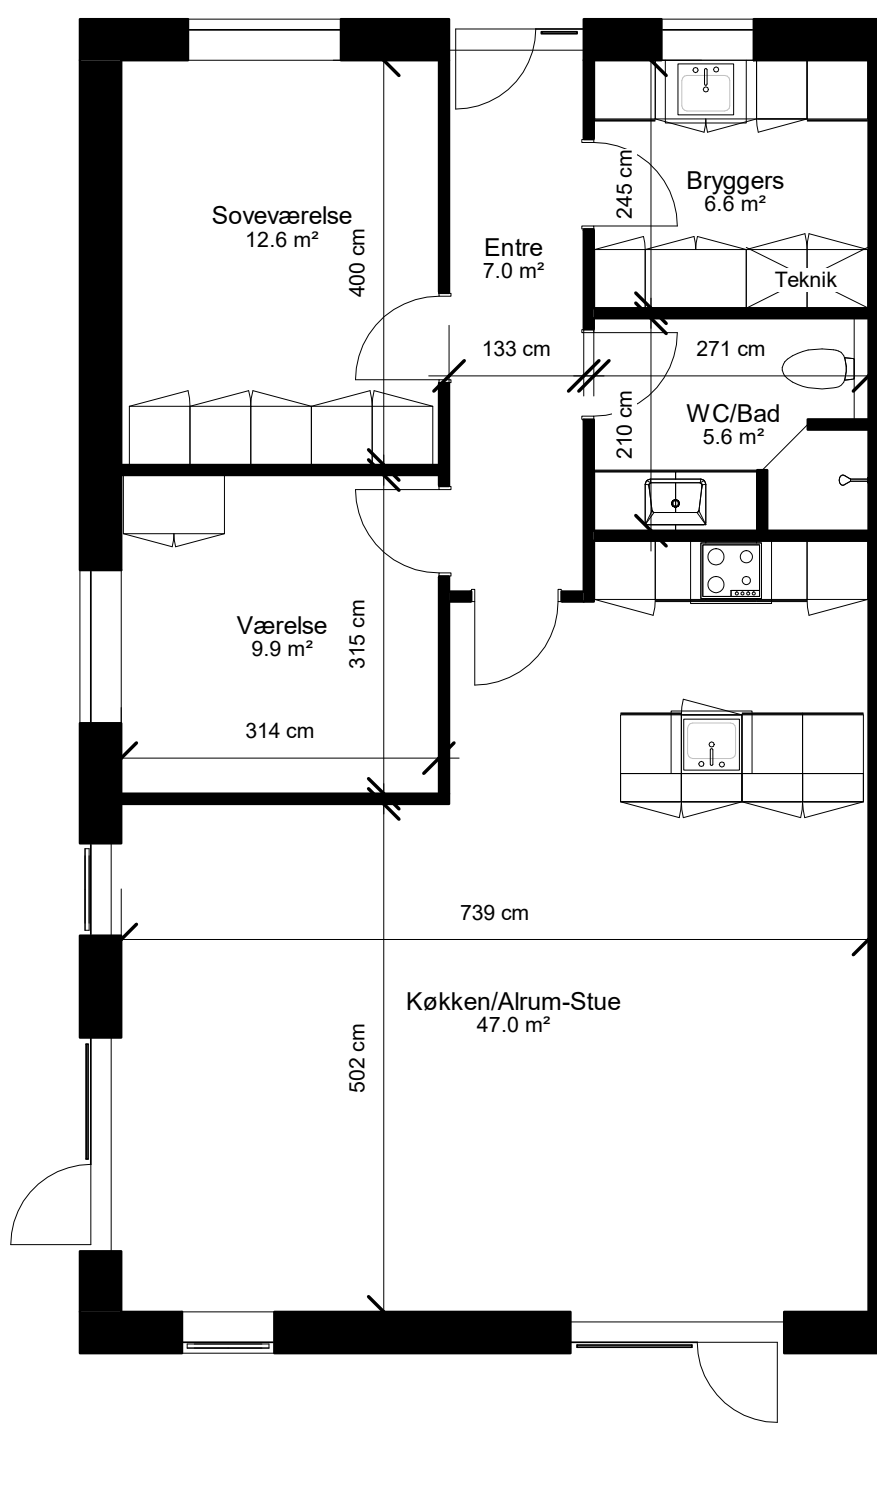 Soveværelse
12.6 m²
400 cm
Entre
7.0 m²
133 cm
245 cm
Bryggers
6.6 m²
Teknik
271 cm
210 cm
WC/Bad
5.6 m²
Værelse
9.9 m²
315 cm
314 cm
739 cm
Køkken/Alrum-Stue
47.0 m²
502 cm